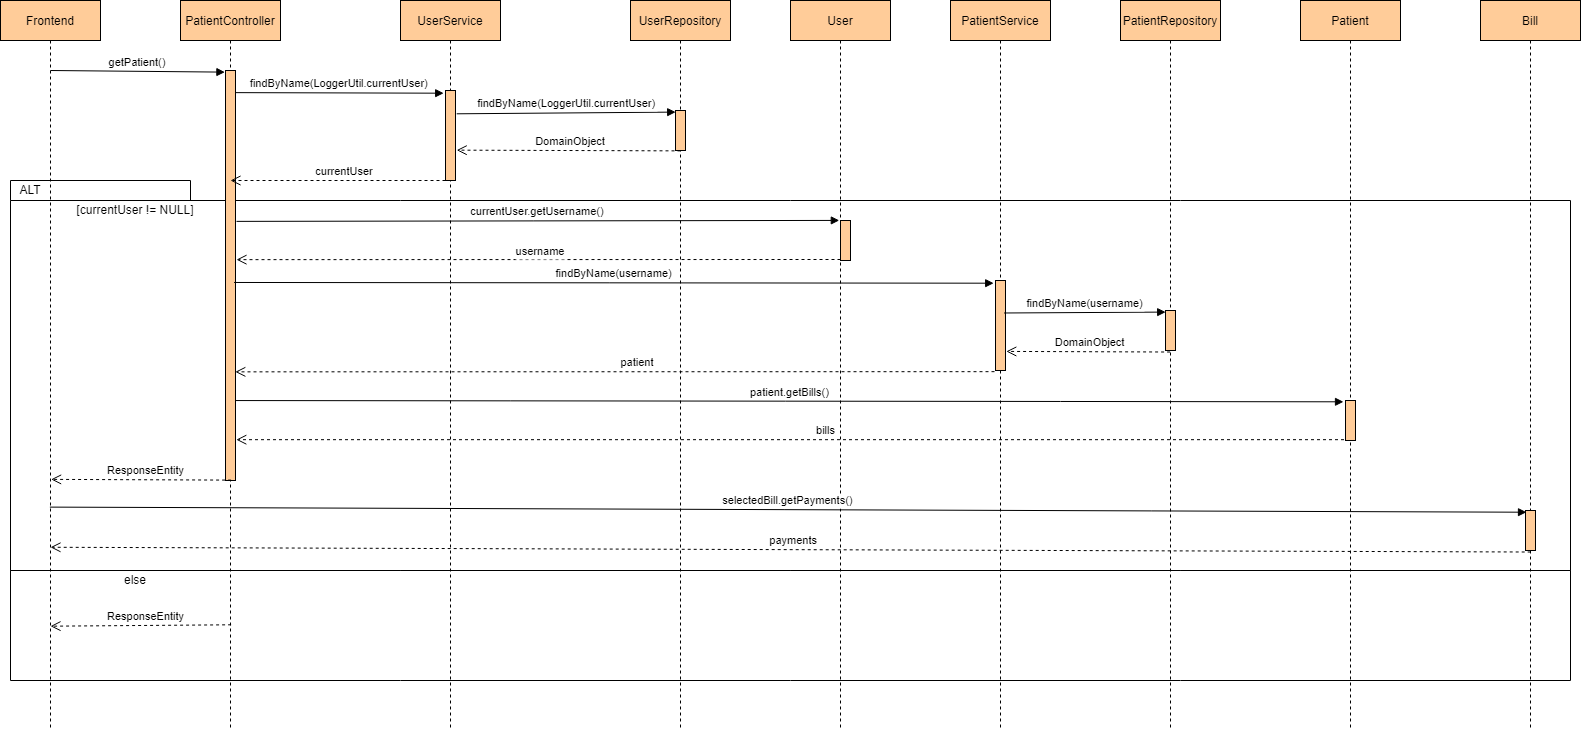 Frontend
PatientController
UserService
UserRepository
User
PatientService
PatientRepository
Patient
Bill
getPatient()
findByName(LoggerUtil.currentUser)
findByName(LoggerUtil.currentUser)
DomainObject
currentUser
ALT
[currentUser != NULL]
currentUser.getUsername()
username
findByName(username)
findByName(username)
DomainObject
patient
patient.getBills()
bills
ResponseEntity
selectedBill.getPayments()
payments
else
ResponseEntity